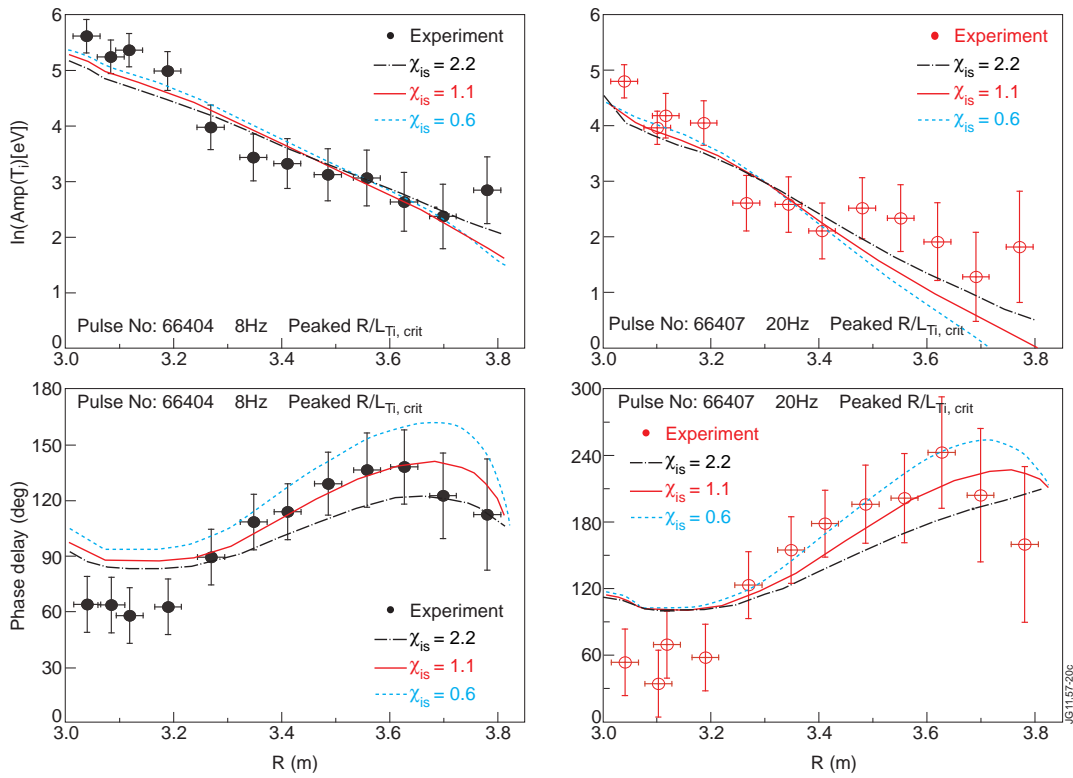 6
5
4
3
2
1
0
ln(Amp(Ti)[eV]
Experiment
χis = 2.2
χis = 1.1
χis = 0.6
Pulse No: 66404 8Hz Peaked R/LTi, crit
3.0 3.2 3.4 3.6 3.8
6
5
4
3
2
1
0
Experiment
χis = 2.2
χis = 1.1
χis = 0.6
Pulse No: 66407 20Hz Peaked R/LTi, crit
3.0 3.2 3.4 3.6 3.8
180
150
120
90
60
30
0
Phase delay (deg)
Pulse No: 66404 8Hz Peaked R/LTi, crit
Experiment
χis = 2.2
χis = 1.1
χis = 0.6
3.0 3.2 3.4 3.6 3.8
R (m)
300
240
180
120
60
0
Pulse No: 66407 20Hz Peaked R/LTi, crit
Experiment
χis = 2.2
χis = 1.1
χis = 0.6
3.0 3.2 3.4 3.6 3.8
R (m)
JG11.57-20c